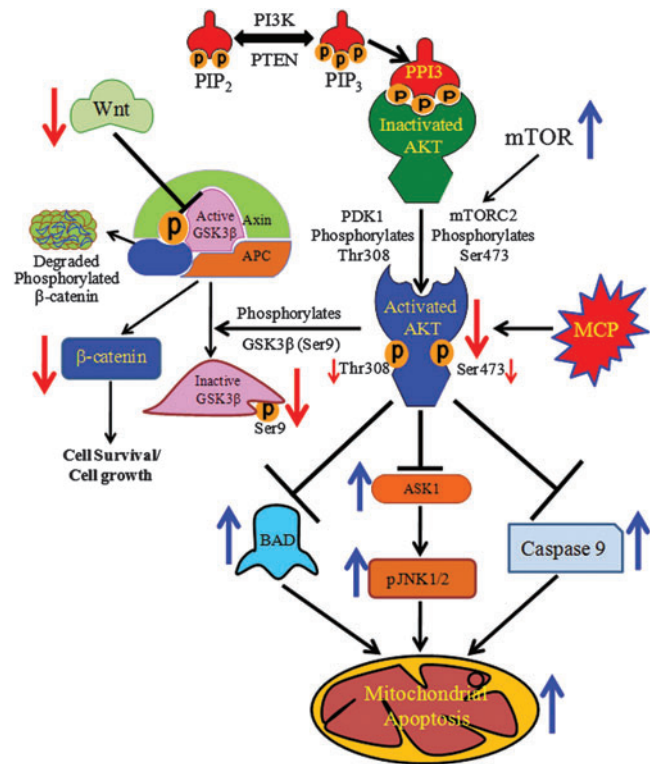 PI3K
PTEN
P P
PIP2
P P P
PIP3
PPI3
P P P
Inactivated
AKT
Wnt
mTOR
P
Active
GSK3β
Axin
APC
Degraded
Phosphorylated
β-catenin
PDK1
Phosphorylates
Thr308
mTORC2
Phosphorylates
Ser473
Activated
AKT
P P
Thr308
Ser473
MCP
Phosphorylates
GSK3β (Ser9)
β-catenin
Inactive
GSK3β
P
Ser9
Cell Survival/
Cell growth
BAD
ASK1
pJNK1/2
Caspase 9
Mitochondrial
Apoptosis